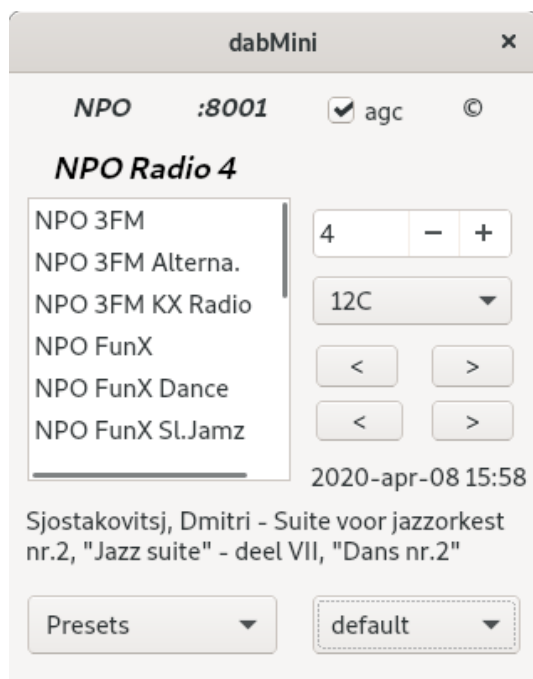 dabMini ×
NPO :8001 agc ©
NPO Radio 4
NPO 3FM
NPO 3FM Alterna.
NPO 3FM KX Radio
NPO FunX
NPO FunX Dance
NPO FunX Sl.Jamz
4 − +
12C
< >
< >
2020-apr-08 15:58
Sjostakovitsj, Dmitri - Suite voor jazzorkest
nr.2, "Jazz suite" - deel VII, "Dans nr.2"
Presets default